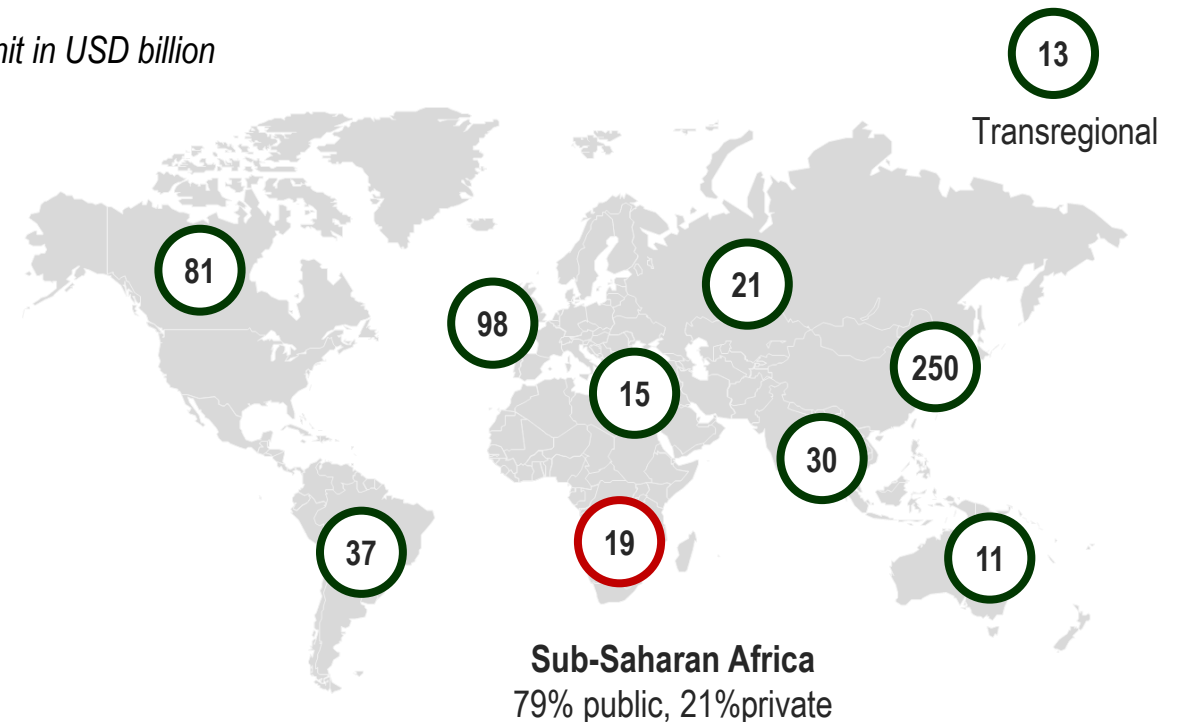 in USD billion
13
Transregional
81
21
98
250
15
30
37
19
11
Sub-Saharan Africa
79% public, 21%private